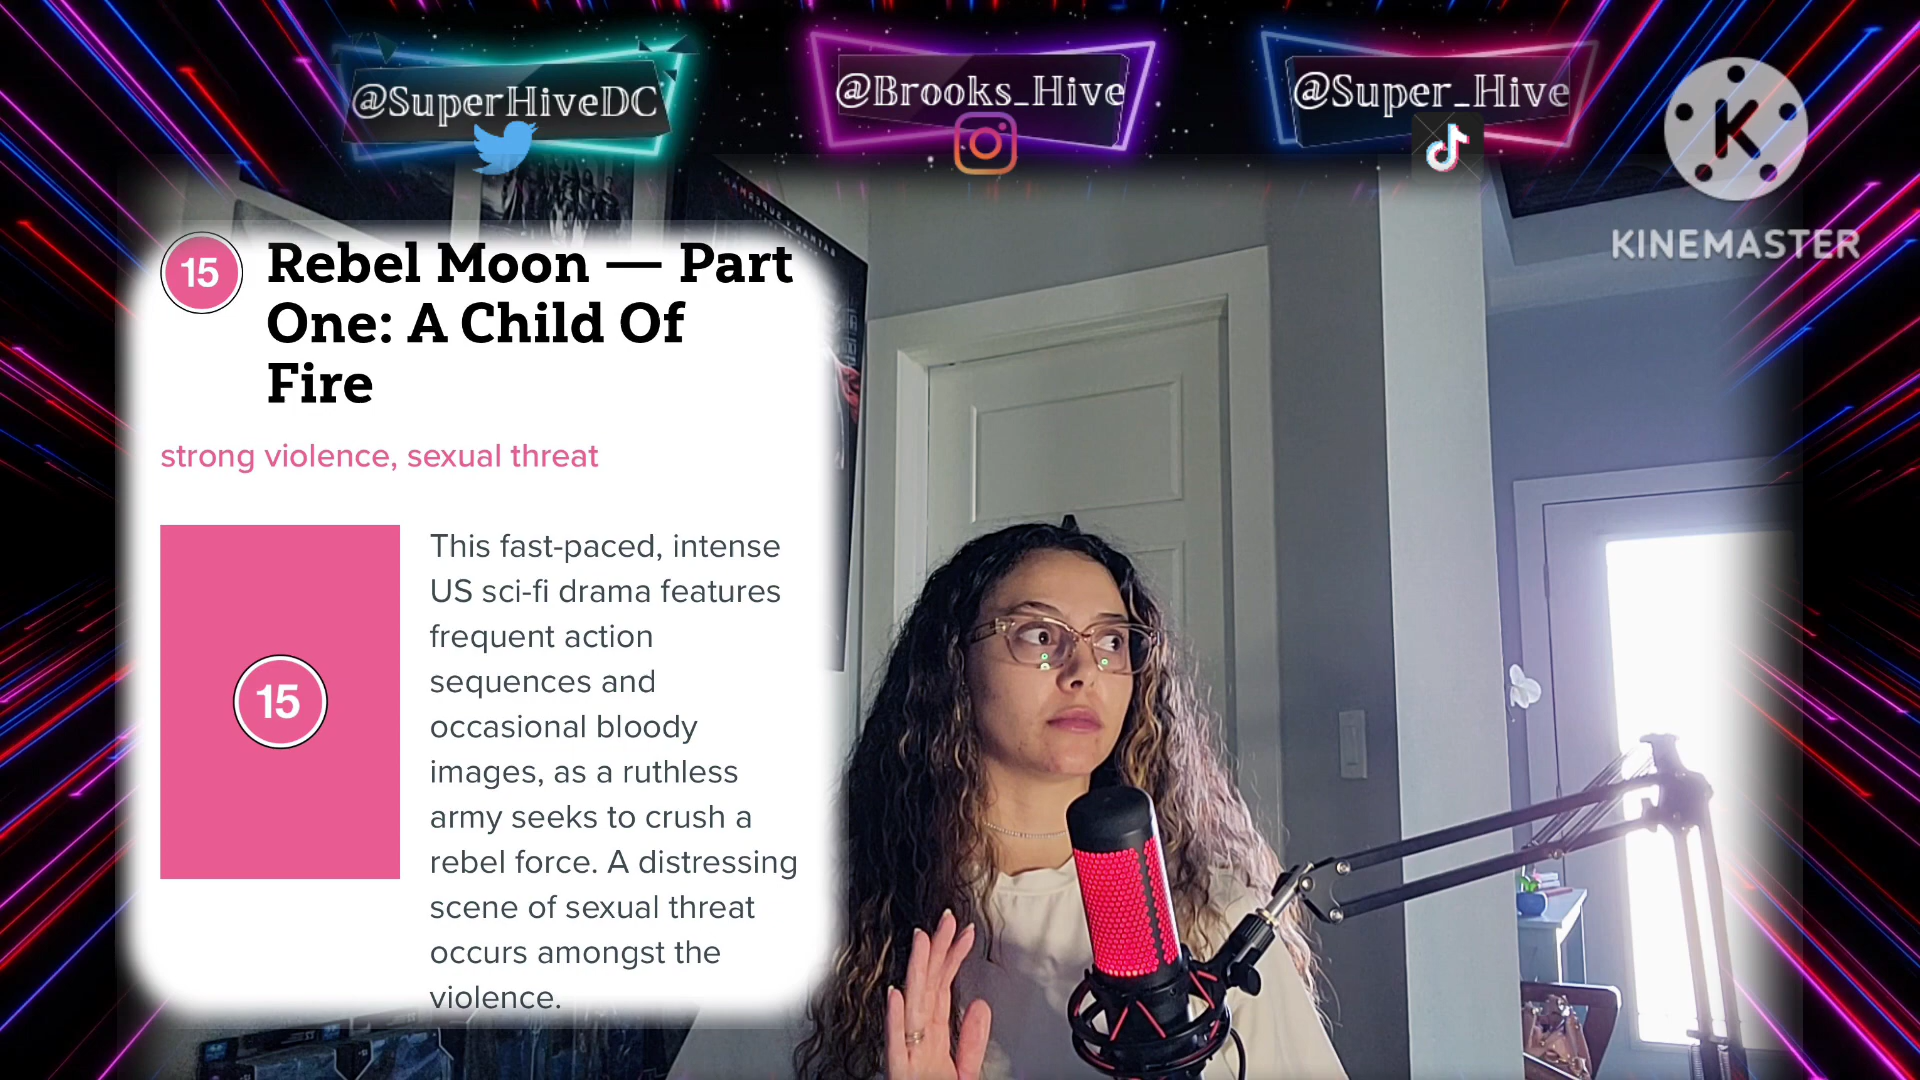 @SuperHiveDC
@Brooks_Hive
@Super_Hive
K
KINEMASTER
15
Rebel Moon — Part
One: A Child Of
Fire
strong violence, sexual threat
15
This fast-paced, intense
US sci-fi drama features
frequent action
sequences and
occasional bloody
images, as a ruthless
army seeks to crush a
rebel force. A distressing
scene of sexual threat
occurs amongst the
violence.